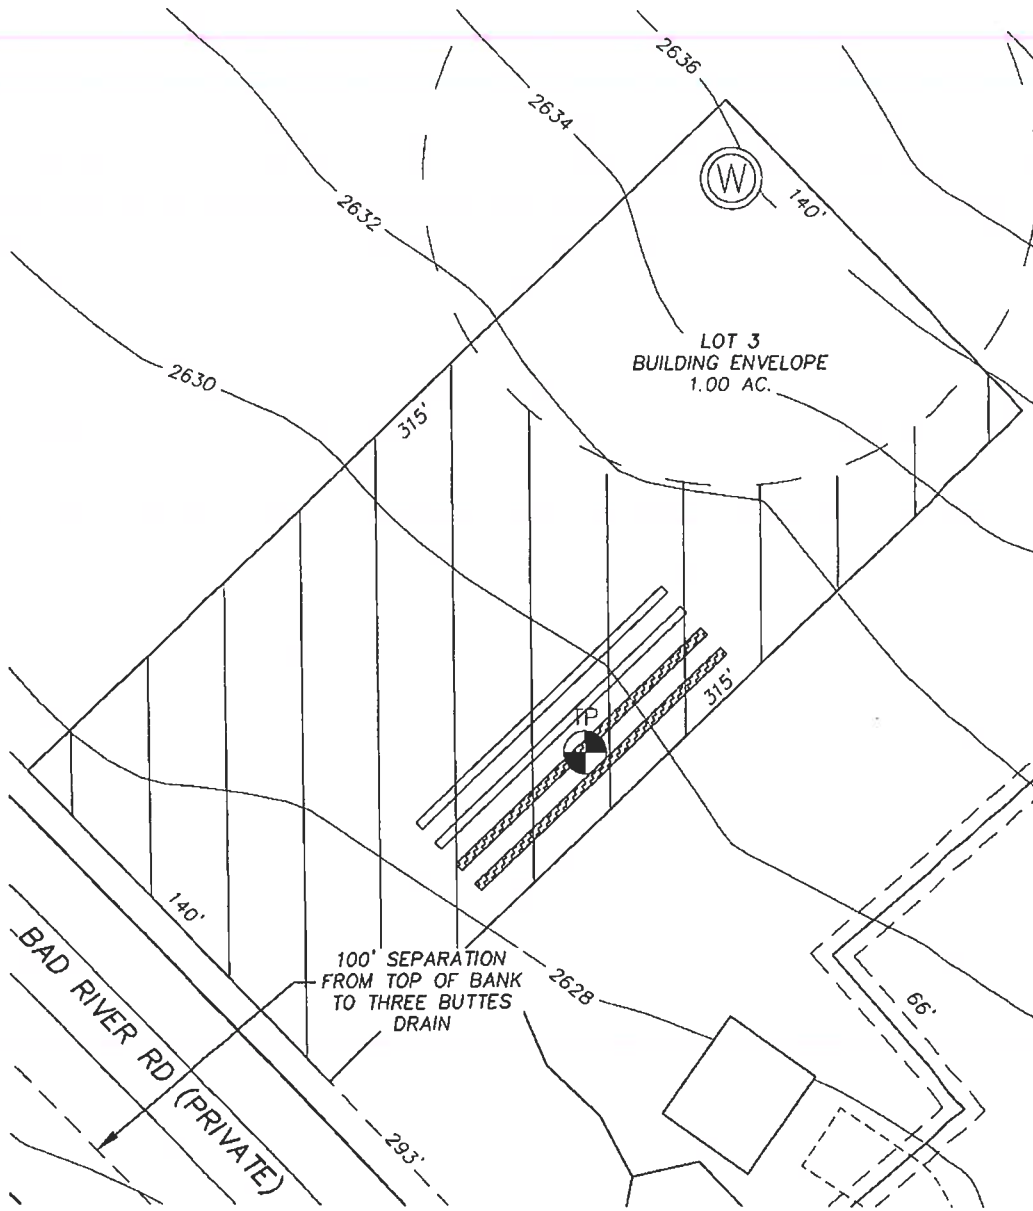 2636
2634
W
140'
2632
LOT 3
BUILDING ENVELOPE
1.00 AC.
2630
315'
315'
TP
140'
100' SEPARATION
FROM TOP OF BANK
TO THREE BUTTES
DRAIN
2628
66'
BAD RIVER RD (PRIVATE)
293'